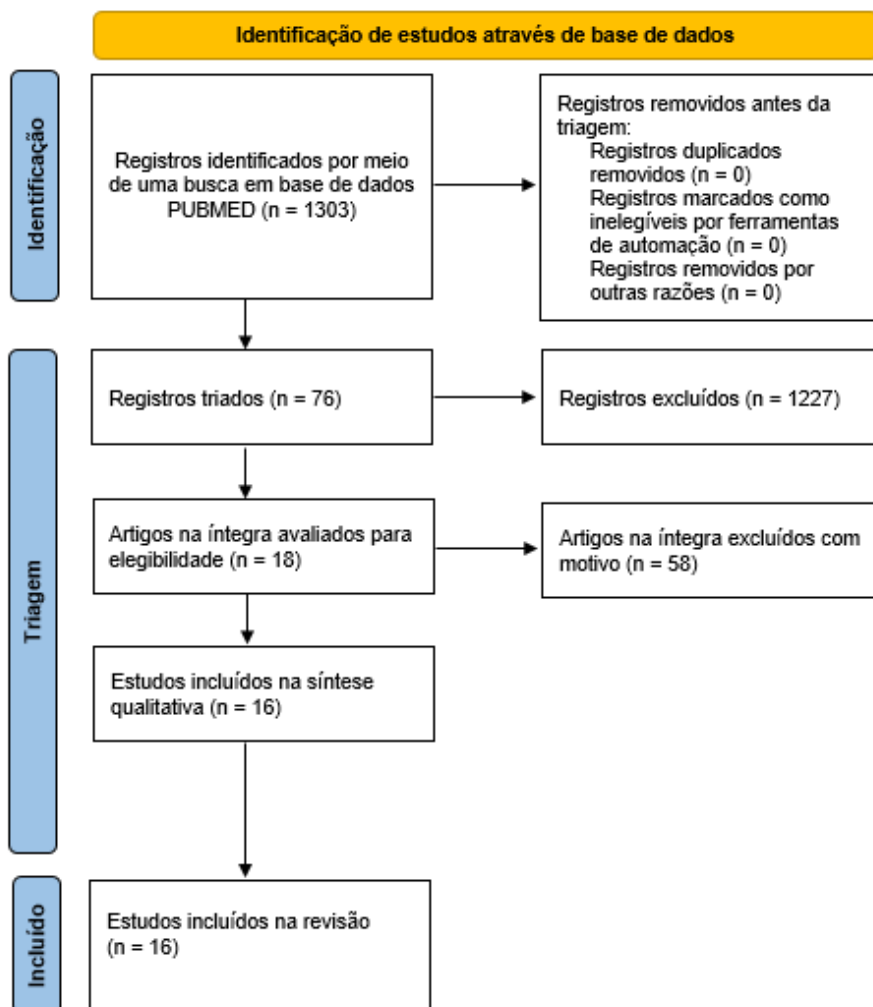 Identificação de estudos através de base de dados
Identificação
Registros identificados por meio
de uma busca em base de dados
PUBMED (n = 1303)
Registros removidos antes da
triagem:
Registros duplicados
removidos (n = 0)
Registros marcados como
inelegíveis por ferramentas
de automação (n = 0)
Registros removidos por
outras razões (n = 0)
Triagem
Registros triados (n = 76)
Registros excluídos (n = 1227)
Artigos na íntegra avaliados para
elegibilidade (n = 18)
Artigos na íntegra excluídos com
motivo (n = 58)
Estudos incluídos na síntese
qualitativa (n = 16)
Incluído
Estudos incluídos na revisão
(n = 16)